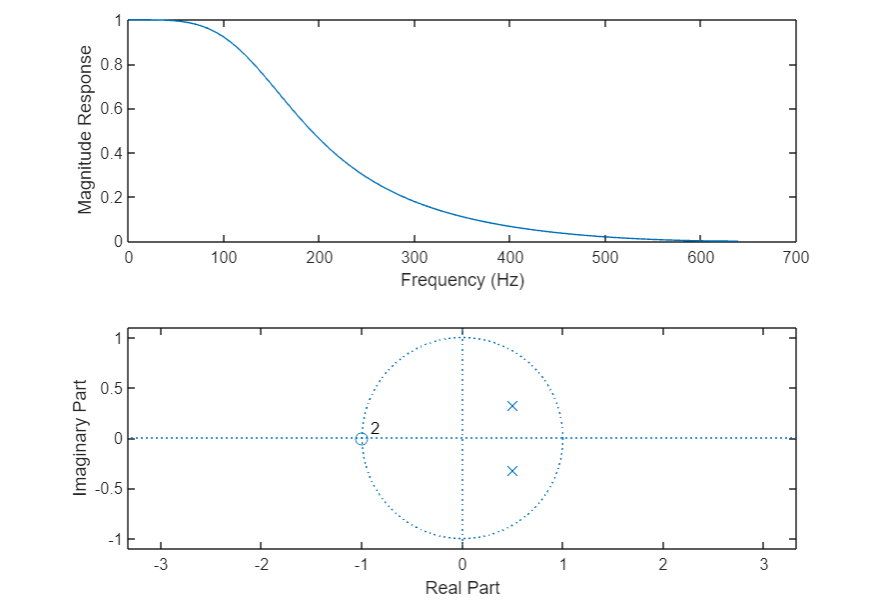 1
0.8
0.6
0.4
0.2
0
0 100 200 300 400 500 600 700
Magnitude Response
Frequency (Hz)
1
0.5
0
-0.5
-1
2
-3 -2 -1 0 1 2 3
Imaginary Part
Real Part